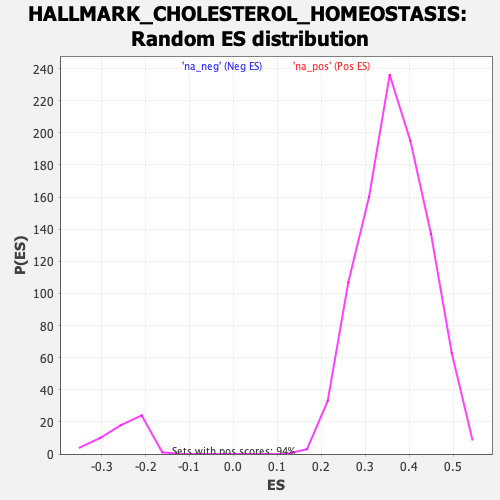 HALLMARK_CHOLESTEROL_HOMEOSTASIS:
Random ES distribution
'na_neg' (Neg ES) 'na_pos' (Pos ES)
240
220
200
180
160
140
120
100
80
60
40
20
0
P(ES)
Sets with pos scores: 94%
-0.3 -0.2 -0.1 0.0 0.1 0.2 0.3 0.4 0.5
ES